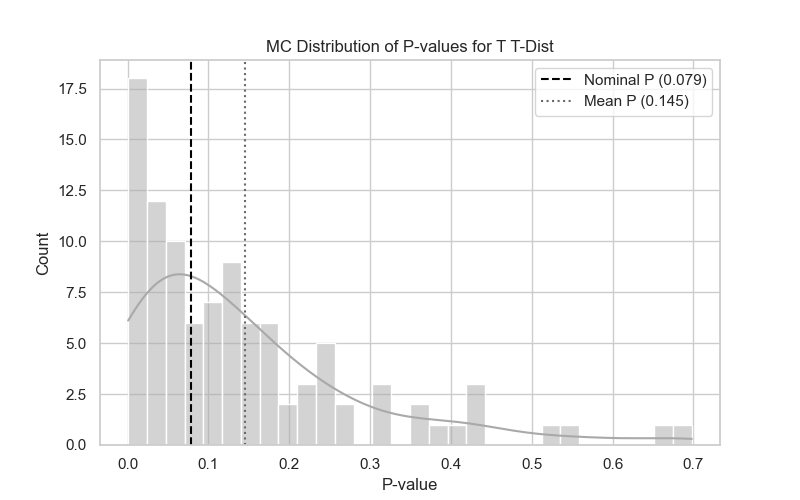 MC Distribution of P-values for T T-Dist
Nominal P (0.079)
Mean P (0.145)
17.5
15.0
12.5
10.0
7.5
5.0
2.5
0.0
Count
0.0 0.1 0.2 0.3 0.4 0.5 0.6 0.7
P-value